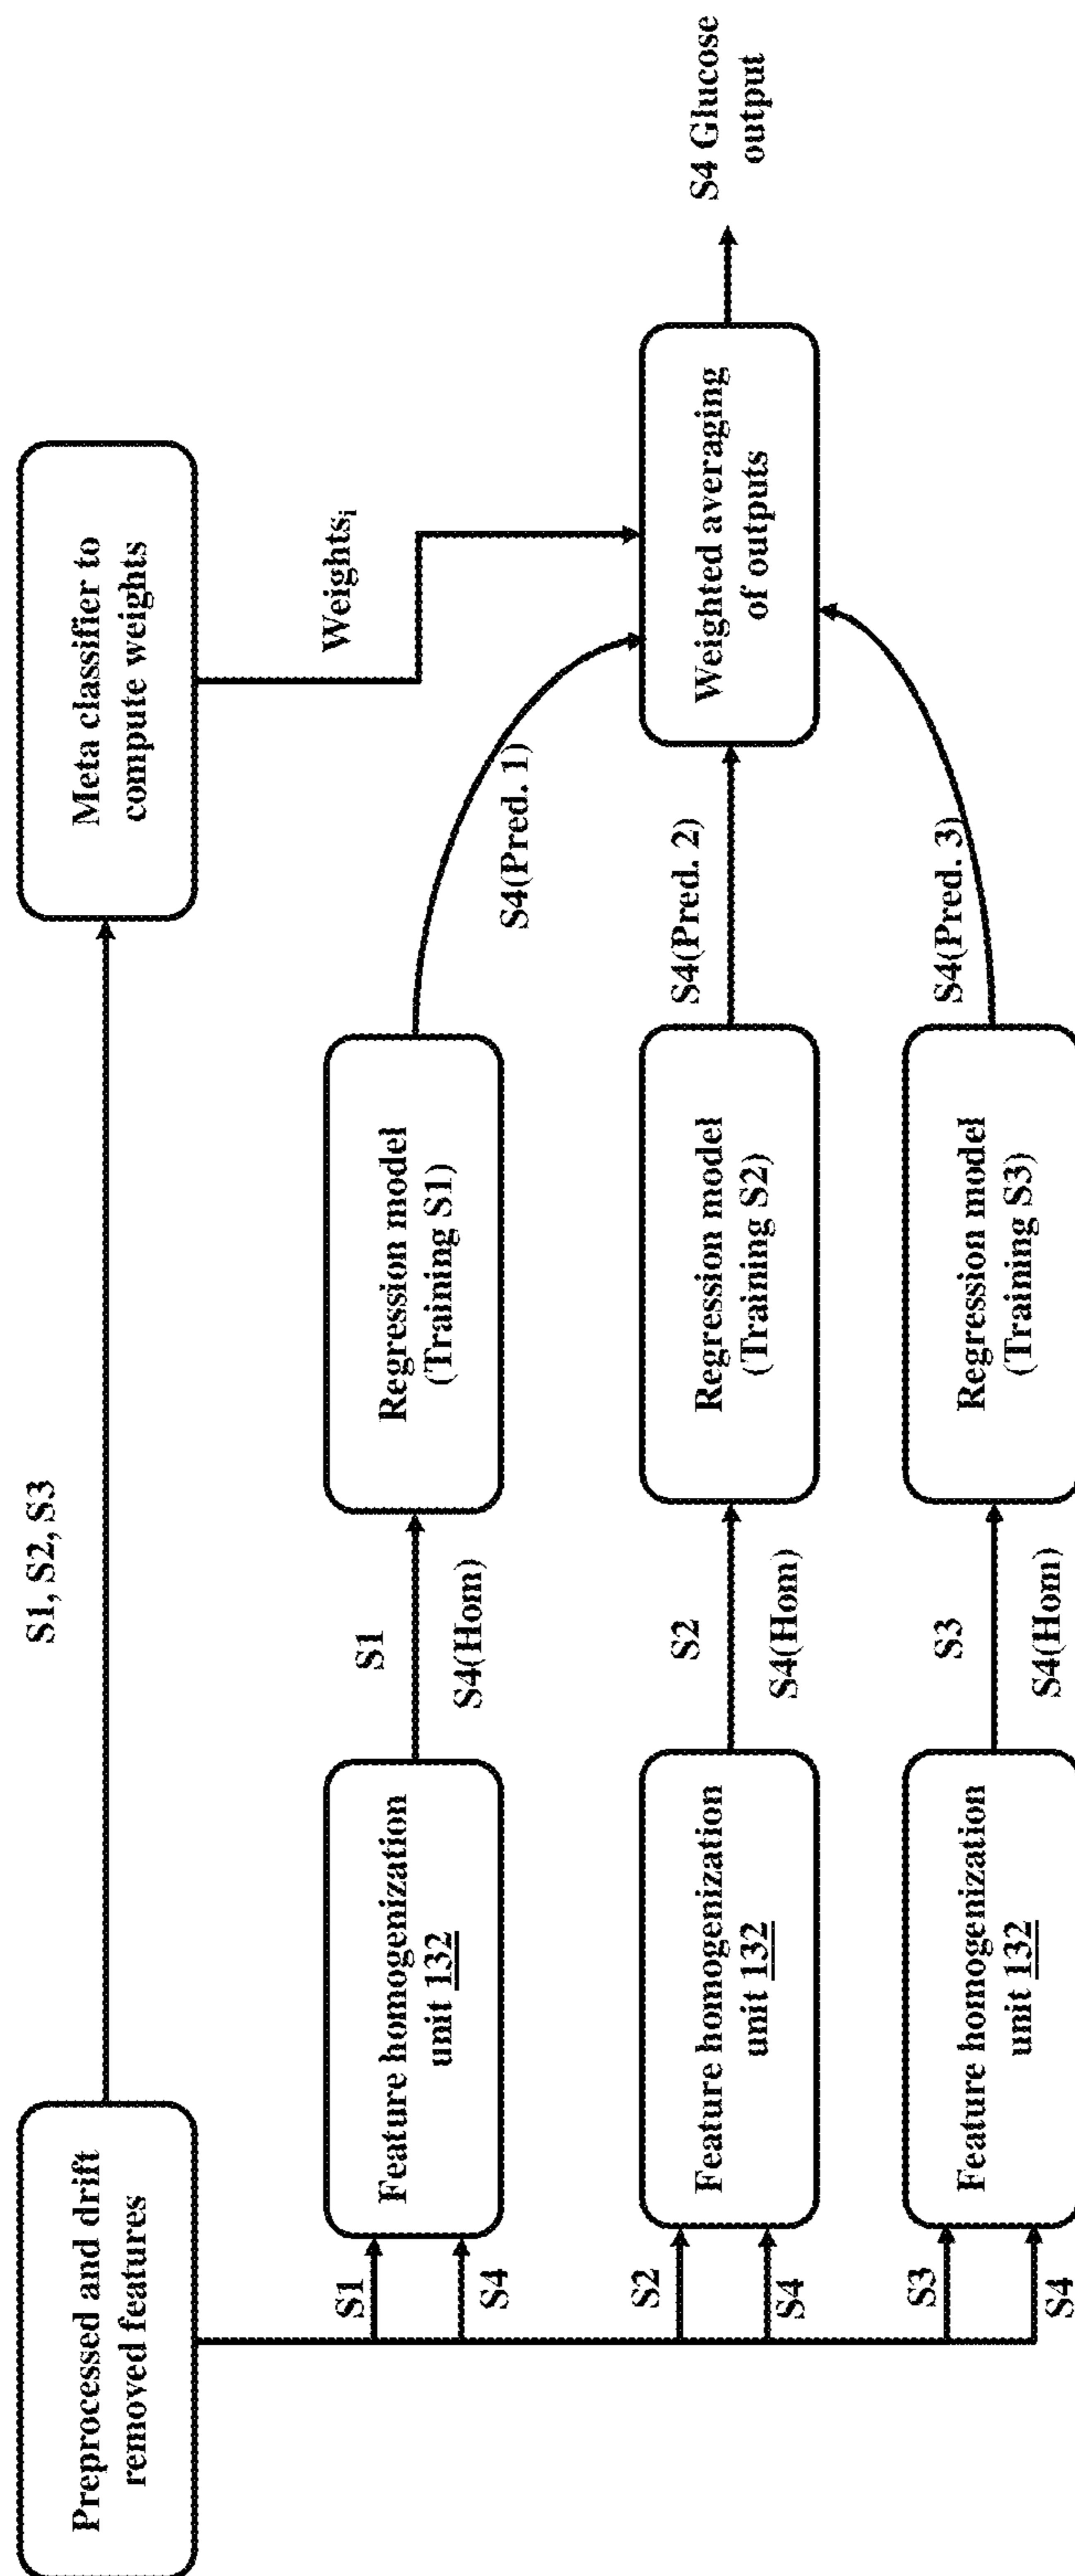 Preprocessed and drift
removed features
S1, S2, S3
Meta classifier to
compute weights
Weightsᵢ
S1
S4
Feature homogenization
unit 132
S1
S4(Hom)
Regression model
(Training S1)
S4(Pred. 1)
S2
S4
Feature homogenization
unit 132
S2
S4(Hom)
Regression model
(Training S2)
S4(Pred. 2)
Weighted averaging
of outputs
S4 Glucose
output
S3
S4
Feature homogenization
unit 132
S3
S4(Hom)
Regression model
(Training S3)
S4(Pred. 3)